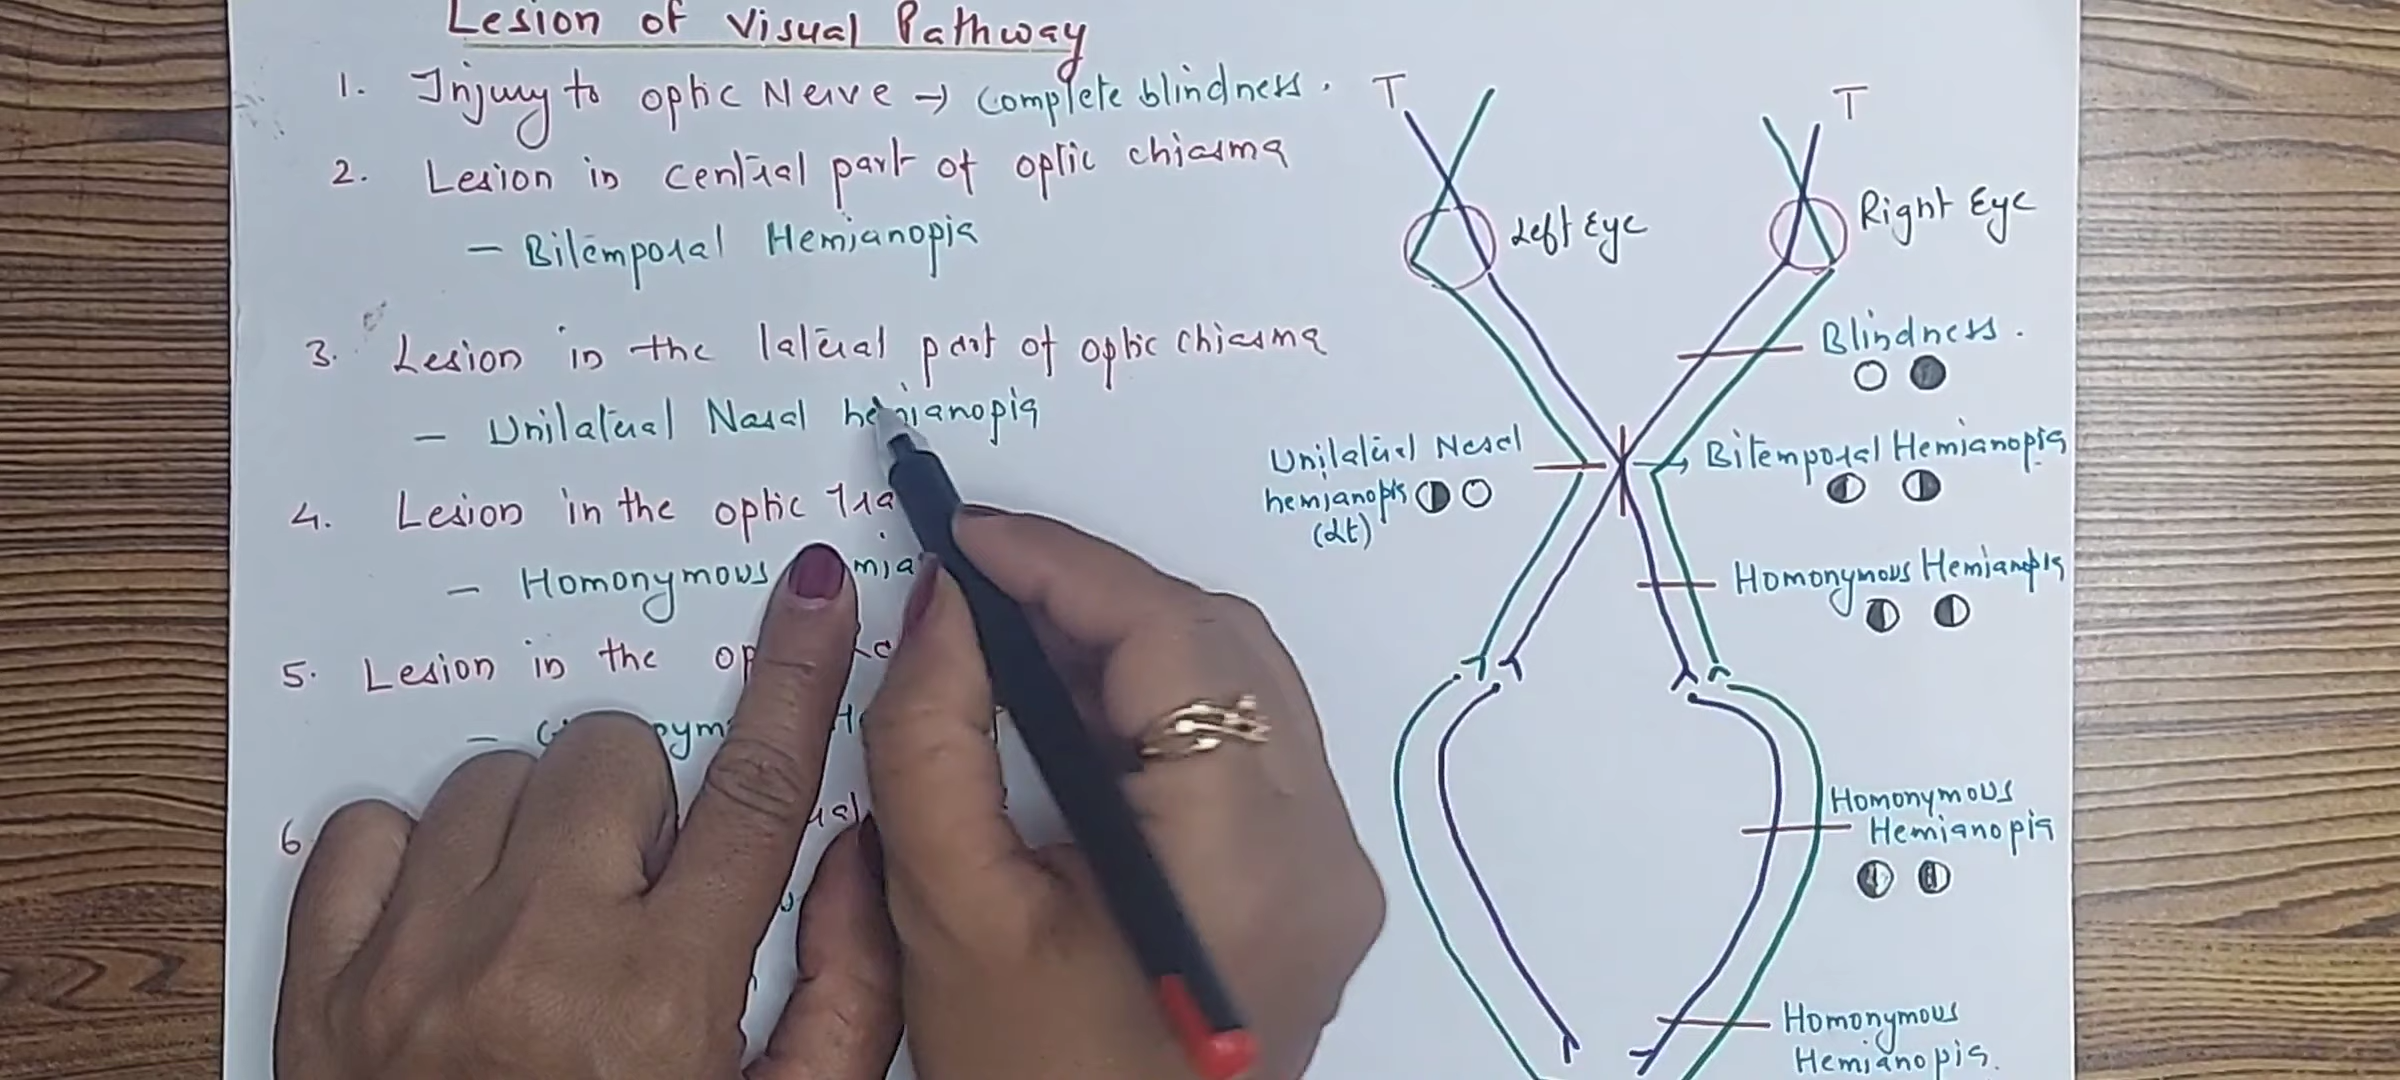 Lesion of Visual Pathway
1. Injury to optic Nerve → Complete blindness.
2. Lesion in central part of optic chiasma
— Bitemporal Hemianopia
3. Lesion in the lateral part of optic chiasma
— Unilateral Nasal hemianopia
4. Lesion in the optic
— Homonymous
5. Lesion in the
6.
T
T
Left Eye
Right Eye
Blindness.
Unilateral Nasal
hemianopia
(Lt)
Bitemporal Hemianopia
Homonymous Hemianopia
Homonymous
Hemianopia
Homonymous
Hemianopia.